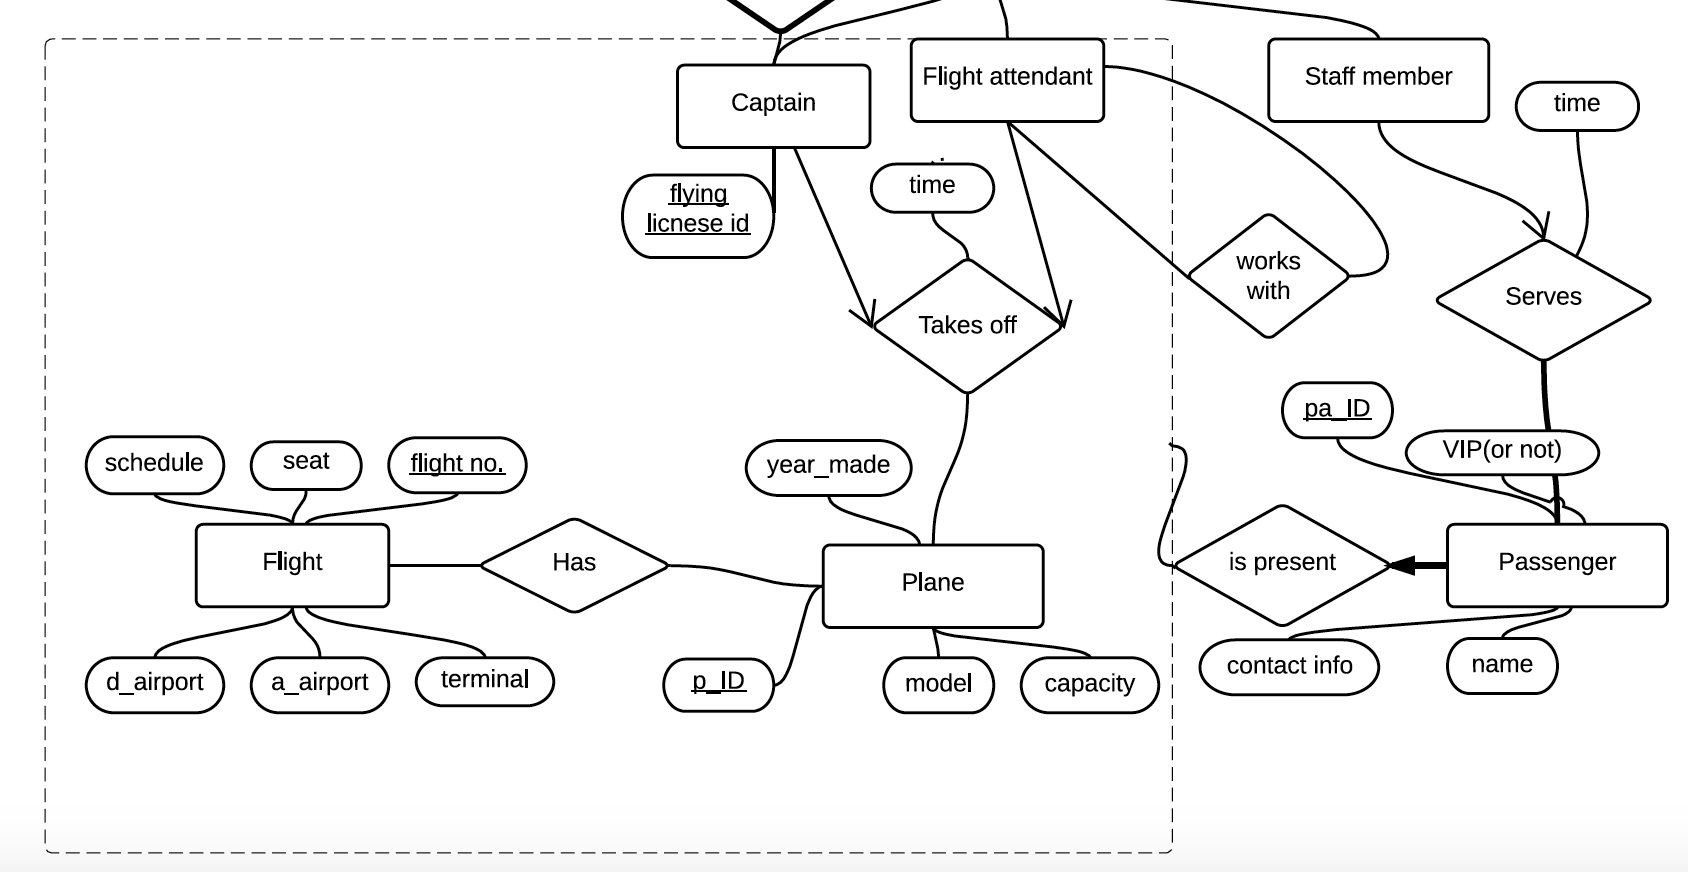 Captain
Flight attendant
Staff member
time
flying
licnese id
time
works
with
Takes off
Serves
pa_ID
VIP(or not)
schedule
seat
flight no.
year_made
Flight
Has
Plane
is present
Passenger
d_airport
a_airport
terminal
p_ID
model
capacity
contact info
name